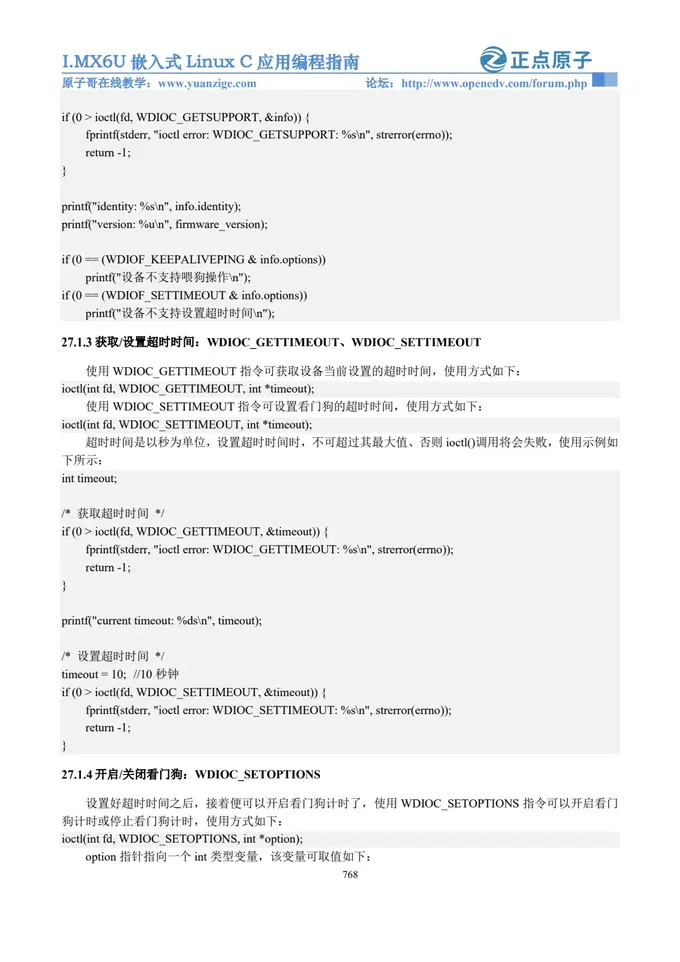 I.MX6U 嵌入式 Linux C 应用编程指南
正点原子
原子哥在线教学：www.yuanzige.com
论坛：http://www.openedv.com/forum.php
if (0 > ioctl(fd, WDIOC_GETSUPPORT, &info)) {
fprintf(stderr, "ioctl error: WDIOC_GETSUPPORT: %s\n", strerror(errno));
return -1;
}
printf("identity: %s\n", info.identity);
printf("version: %u\n", firmware_version);
if (0 == (WDIOF_KEEPALIVEPING & info.options))
printf("设备不支持喂狗操作\n");
if (0 == (WDIOF_SETTIMEOUT & info.options))
printf("设备不支持设置超时时间\n");
27.1.3 获取/设置超时时间：WDIOC_GETTIMEOUT、WDIOC_SETTIMEOUT
使用 WDIOC_GETTIMEOUT 指令可获取设备当前设置的超时时间，使用方式如下：
ioctl(int fd, WDIOC_GETTIMEOUT, int *timeout);
使用 WDIOC_SETTIMEOUT 指令可设置看门狗的超时时间，使用方式如下：
ioctl(int fd, WDIOC_SETTIMEOUT, int *timeout);
超时时间是以秒为单位，设置超时时间时，不可超过其最大值、否则 ioctl()调用将会失败，使用示例如
下所示：
int timeout;
/* 获取超时时间 */
if (0 > ioctl(fd, WDIOC_GETTIMEOUT, &timeout)) {
fprintf(stderr, "ioctl error: WDIOC_GETTIMEOUT: %s\n", strerror(errno));
return -1;
}
printf("current timeout: %ds\n", timeout);
/* 设置超时时间 */
timeout = 10; //10 秒钟
if (0 > ioctl(fd, WDIOC_SETTIMEOUT, &timeout)) {
fprintf(stderr, "ioctl error: WDIOC_SETTIMEOUT: %s\n", strerror(errno));
return -1;
}
27.1.4 开启/关闭看门狗：WDIOC_SETOPTIONS
设置好超时时间之后，接着便可以开启看门狗计时了，使用 WDIOC_SETOPTIONS 指令可以开启看门
狗计时或停止看门狗计时，使用方式如下：
ioctl(int fd, WDIOC_SETOPTIONS, int *option);
option 指针指向一个 int 类型变量，该变量可取值如下：
768